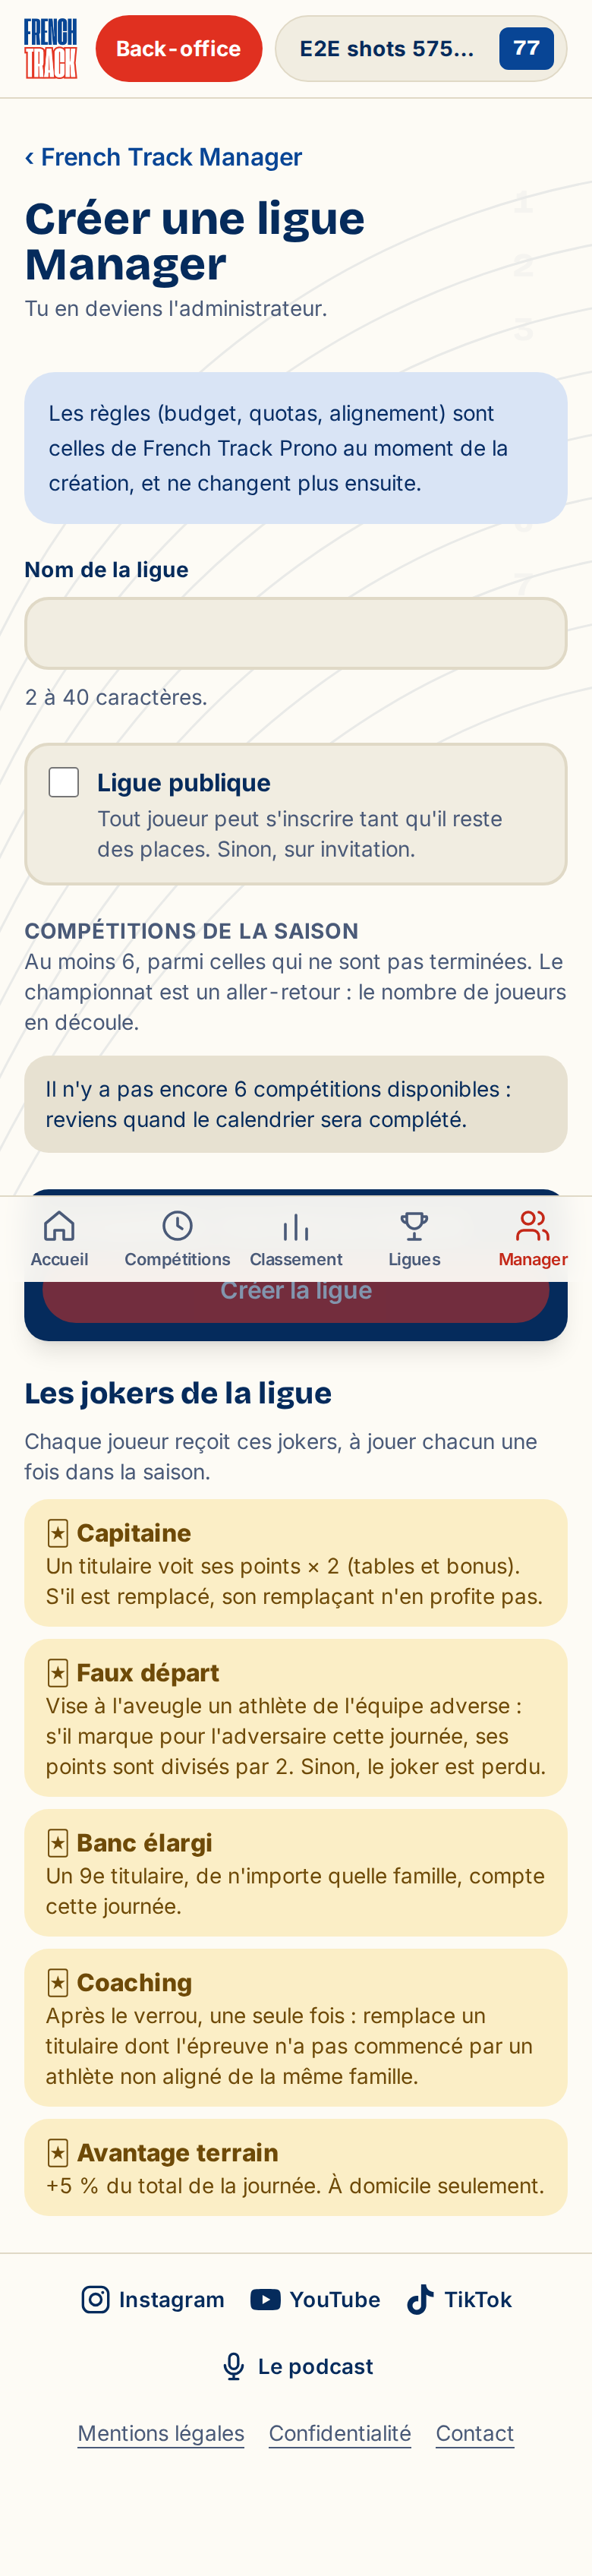 FRENCH
TRACK
Back-office
E2E shots 575...
77
‹ French Track Manager
Créer une ligue
Manager
Tu en deviens l'administrateur.
1
2
3
Les règles (budget, quotas, alignement) sont
celles de French Track Prono au moment de la
création, et ne changent plus ensuite.
Nom de la ligue
7
2 à 40 caractères.
Ligue publique
Tout joueur peut s'inscrire tant qu'il reste
des places. Sinon, sur invitation.
COMPÉTITIONS DE LA SAISON
Au moins 6, parmi celles qui ne sont pas terminées. Le
championnat est un aller-retour : le nombre de joueurs
en découle.
Il n'y a pas encore 6 compétitions disponibles :
reviens quand le calendrier sera complété.
Accueil
Compétitions
Classement
Ligues
Manager
Créer la ligue
Les jokers de la ligue
Chaque joueur reçoit ces jokers, à jouer chacun une
fois dans la saison.
Capitaine
Un titulaire voit ses points × 2 (tables et bonus).
S'il est remplacé, son remplaçant n'en profite pas.
Faux départ
Vise à l'aveugle un athlète de l'équipe adverse :
s'il marque pour l'adversaire cette journée, ses
points sont divisés par 2. Sinon, le joker est perdu.
Banc élargi
Un 9e titulaire, de n'importe quelle famille, compte
cette journée.
Coaching
Après le verrou, une seule fois : remplace un
titulaire dont l'épreuve n'a pas commencé par un
athlète non aligné de la même famille.
Avantage terrain
+5 % du total de la journée. À domicile seulement.
Instagram
YouTube
TikTok
Le podcast
Mentions légales
Confidentialité
Contact